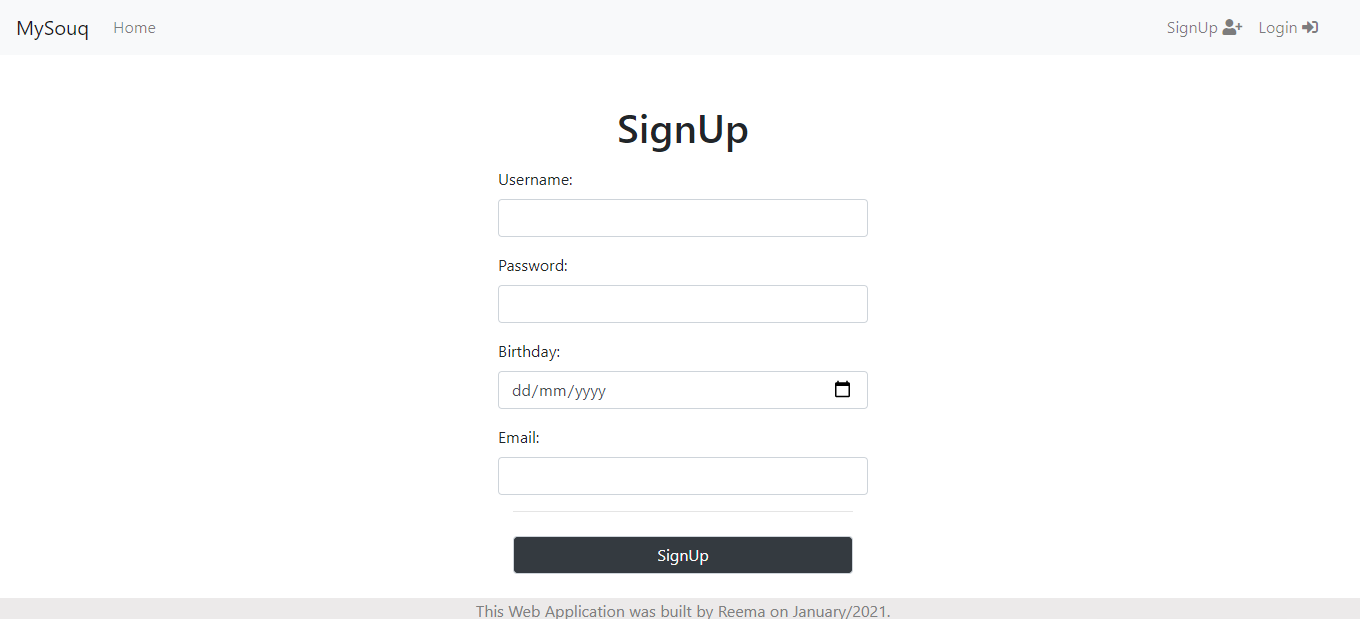 MySouq Home SignUp Login
SignUp
Username:
Password:
Birthday:
dd/mm/yyyy
Email:
SignUp
This Web Application was built by Reema on January/2021.